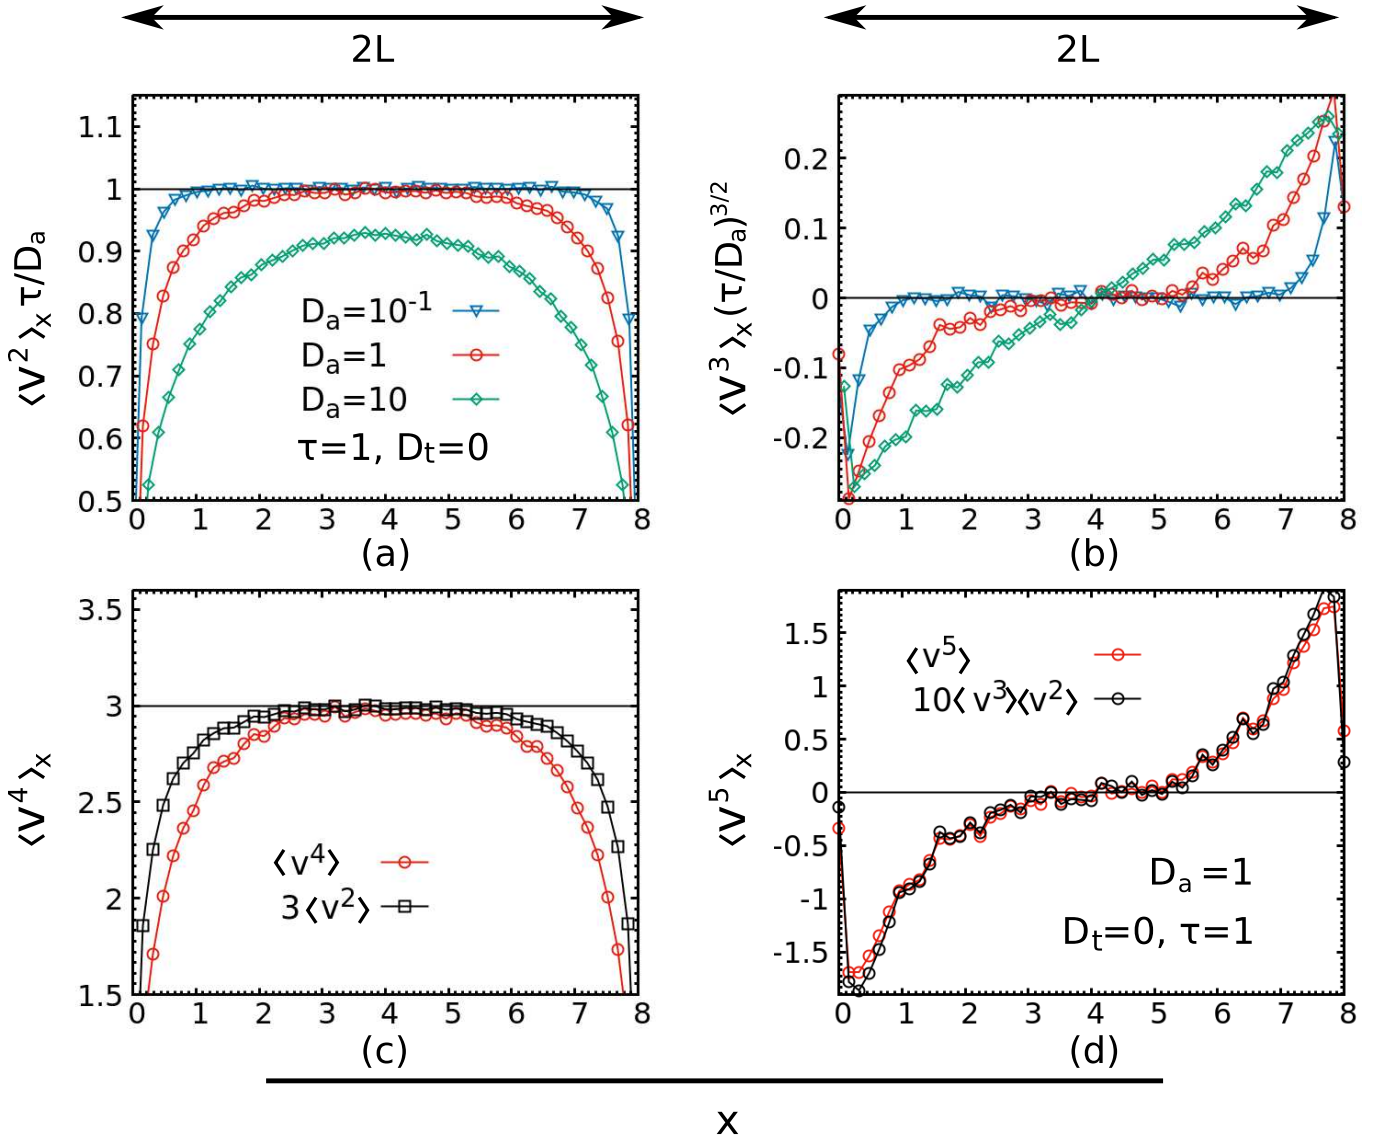 2L
2L
⟨v²⟩ₓ τ/Dₐ
1.1
1
0.9
0.8
0.7
0.6
0.5
Dₐ=10⁻¹
Dₐ=1
Dₐ=10
τ=1, Dₜ=0
0 1 2 3 4 5 6 7 8
(a)
⟨v³⟩ₓ(τ/Dₐ)³/²
0.2
0.1
0
-0.1
-0.2
0 1 2 3 4 5 6 7 8
(b)
⟨v⁴⟩ₓ
3.5
3
2.5
2
1.5
⟨v⁴⟩
3⟨v²⟩
0 1 2 3 4 5 6 7 8
(c)
⟨v⁵⟩ₓ
1.5
1
0.5
0
-0.5
-1
-1.5
⟨v⁵⟩
10⟨v³⟩⟨v²⟩
Dₐ=1
Dₜ=0, τ=1
0 1 2 3 4 5 6 7 8
(d)
x